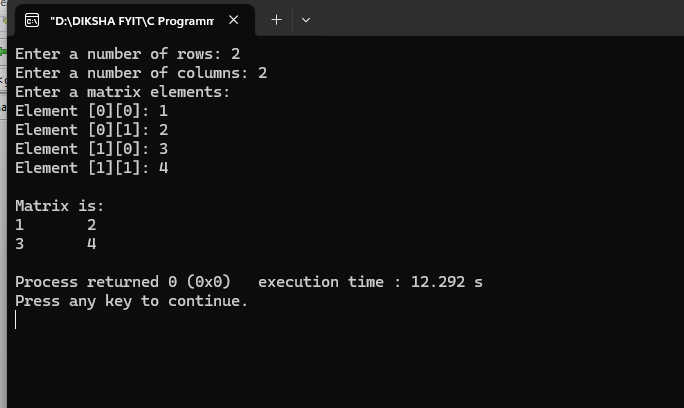 "D:\DIKSHA FYIT\C Programm
Enter a number of rows: 2
Enter a number of columns: 2
Enter a matrix elements:
Element [0][0]: 1
Element [0][1]: 2
Element [1][0]: 3
Element [1][1]: 4
Matrix is:
1 2
3 4
Process returned 0 (0x0) execution time : 12.292 s
Press any key to continue.